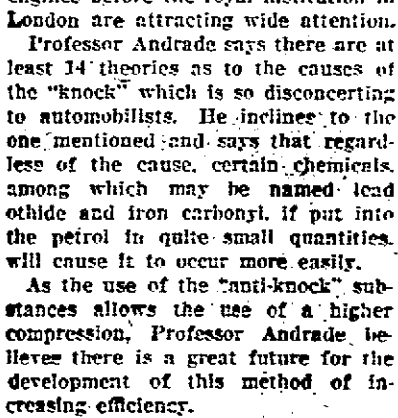 engines before the royal institution in
London are attracting wide attention.
Professor Andrade says there are at
least 14 theories as to the causes of
the "knock" which is so disconcerting
to automobilists. He inclines to the
one mentioned and says that regard-
less of the cause, certain chemicals,
among which may be named lead
othide and iron carbonyl, if put into
the petrol in quite small quantities,
will cause it to occur more easily.
As the use of the "anti-knock" sub-
stances allows the use of a higher
compression, Professor Andrade be-
lieves there is a great future for the
development of this method of in-
creasing efficiency.